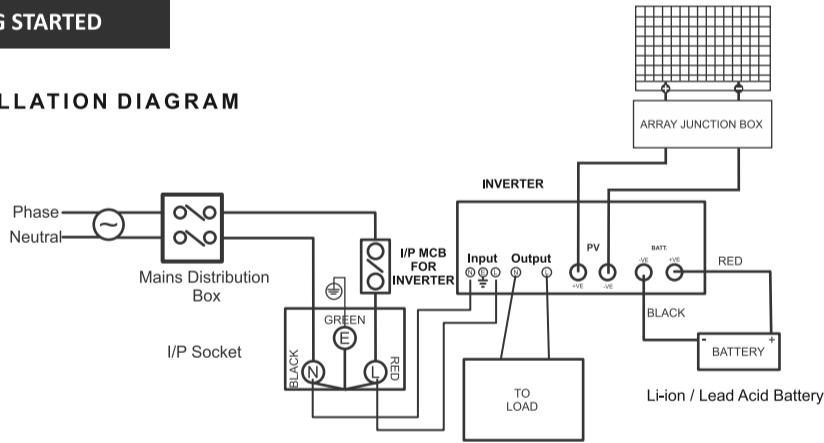 G STARTED
LLATION DIAGRAM
ARRAY JUNCTION BOX
INVERTER
Phase
Neutral
~
Mains Distribution
Box
I/P MCB
FOR
INVERTER
Input
Output
N E L
N L
PV
+VE
-VE
BATT.
-VE
+VE
RED
BLACK
I/P Socket
GREEN
E
BLACK
N
L
RED
TO
LOAD
- +
BATTERY
Li-ion / Lead Acid Battery